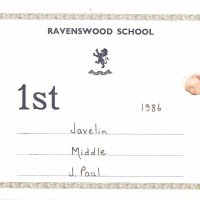 RAVENSWOOD SCHOOL
1st
1986
Javelin
Middle
J. Paul